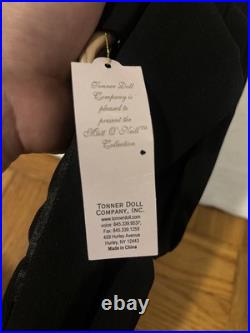 Tonner Doll
Company is
pleased to
present the
Matt O'Neill™
Collection
TONNER DOLL
COMPANY, INC.
www.tonnerdoll.com
voice: 845.339.9537,
Fax: 845.339.1259
459 Hurley Avenue
Hurley, NY 12443
Made in China